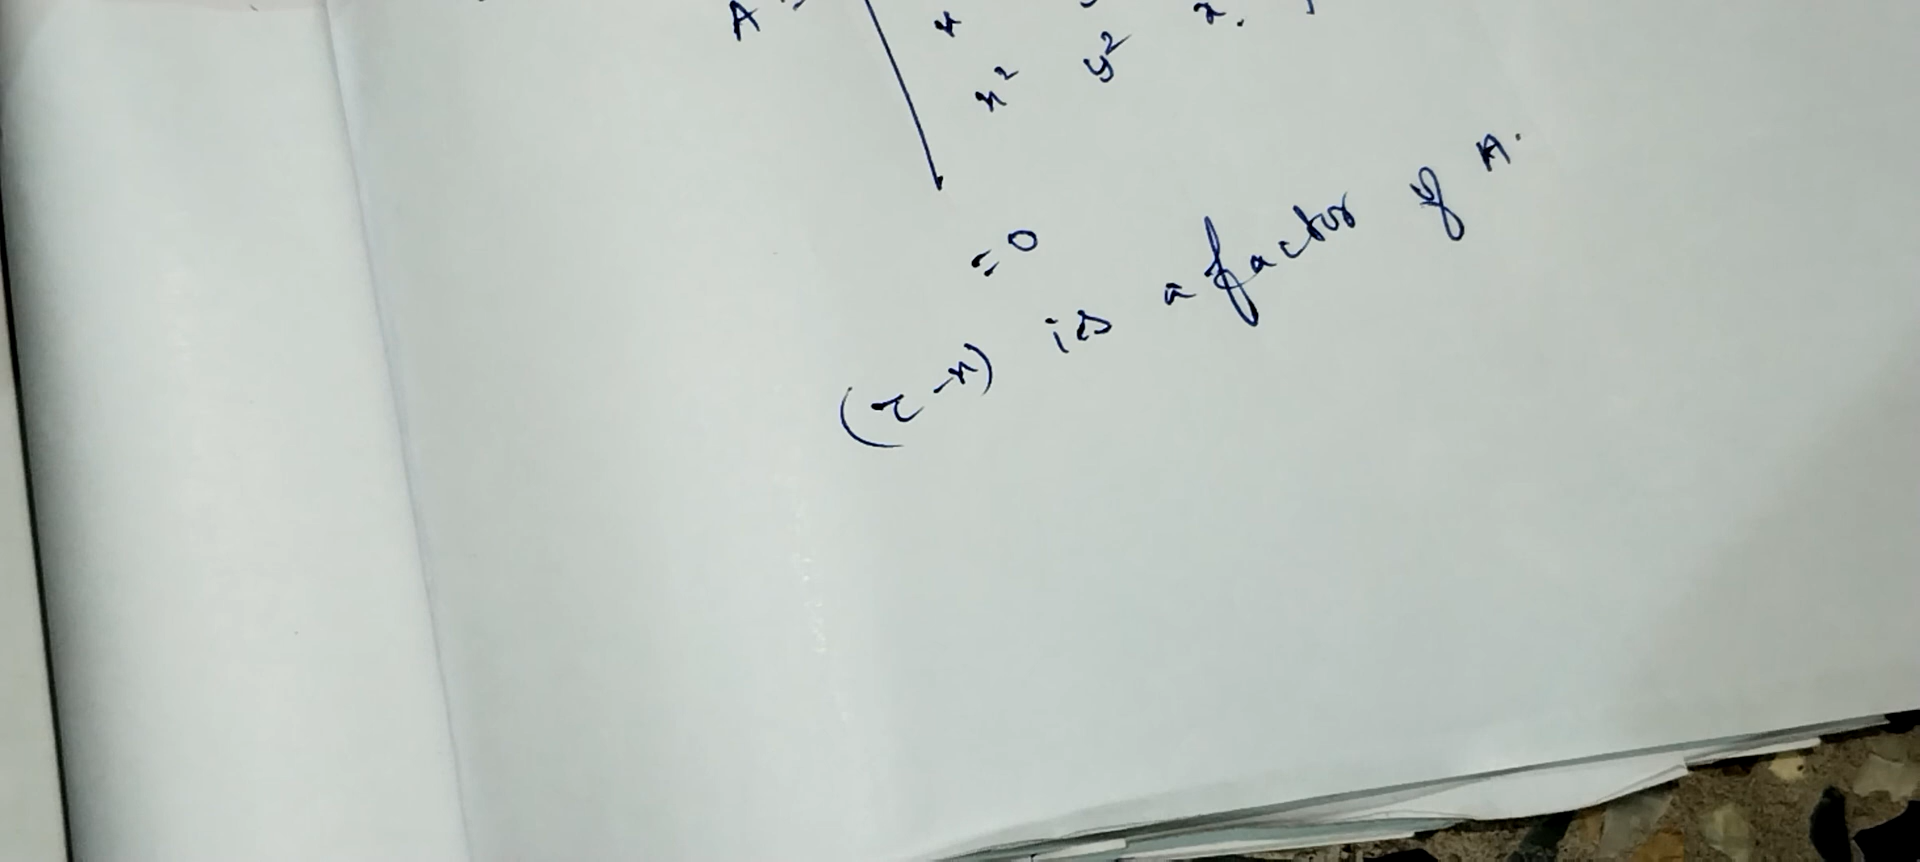 A
x
x² y² x.
=0
(z-x) is a factor of A.